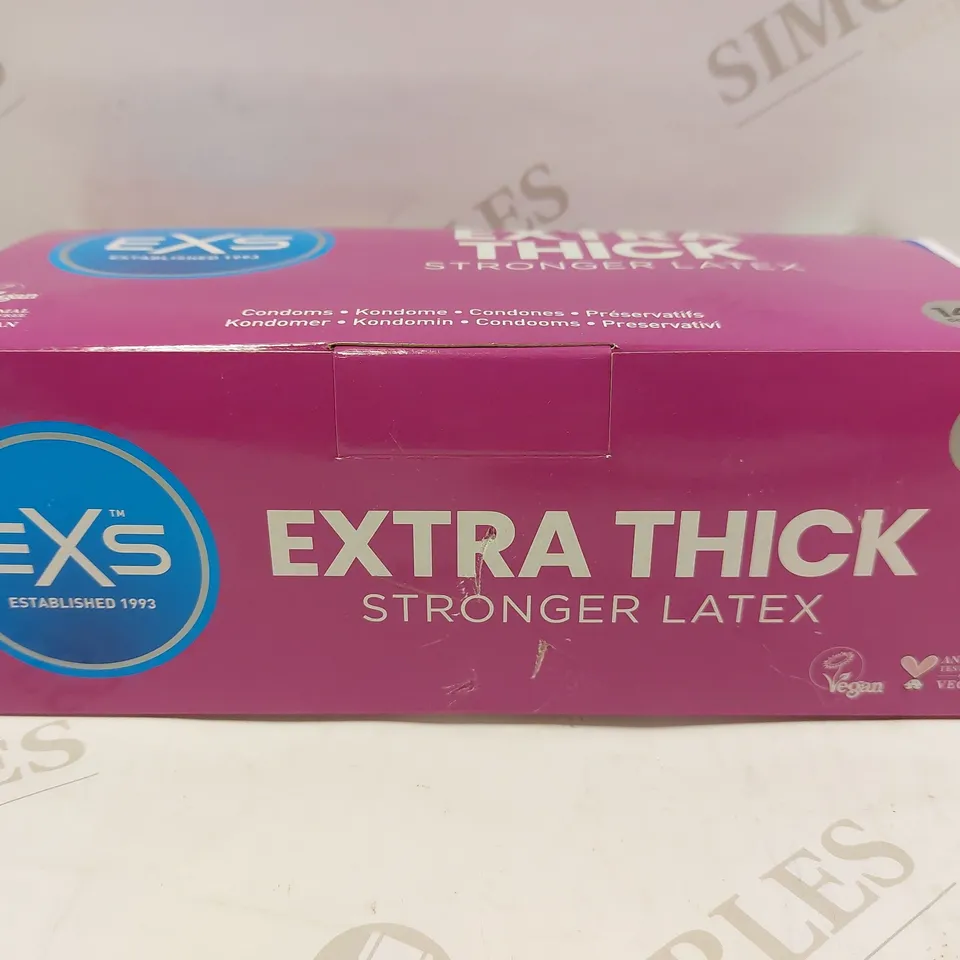 EXS
ESTABLISHED 1993
EXTRA
THICK
STRONGER LATEX
Condoms • Kondome • Condones • Préservatifs
Kondomer • Kondomin • Condooms • Preservativi
EXS™
ESTABLISHED 1993
EXTRA THICK
STRONGER LATEX
Vegan